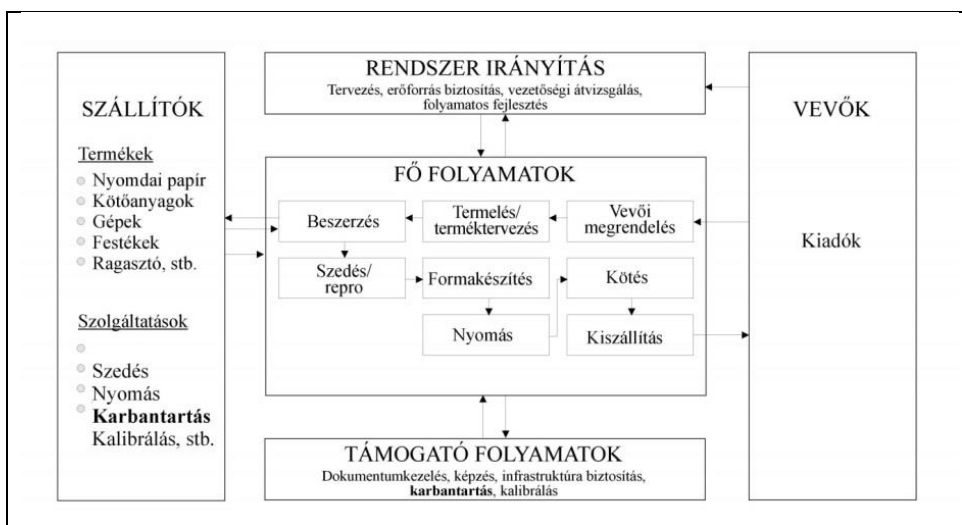 SZÁLLÍTÓK
Termékek
Nyomdai papír
Kötőanyagok
Gépek
Festékek
Ragasztó, stb.
Szolgáltatások
Szedés
Nyomás
Karbantartás
Kalibrálás, stb.
RENDSZER IRÁNYÍTÁS
Tervezés, erőforrás biztosítás, vezetőségi átvizsgálás,
folyamatos fejlesztés
FŐ FOLYAMATOK
Beszerzés
Termelés/
terméktervezés
Vevői
megrendelés
Szedés/
repro
Formakészítés
Kötés
Nyomás
Kiszállítás
TÁMOGATÓ FOLYAMATOK
Dokumentumkezelés, képzés, infrastruktúra biztosítás,
karbantartás, kalibrálás
VEVŐK
Kiadók